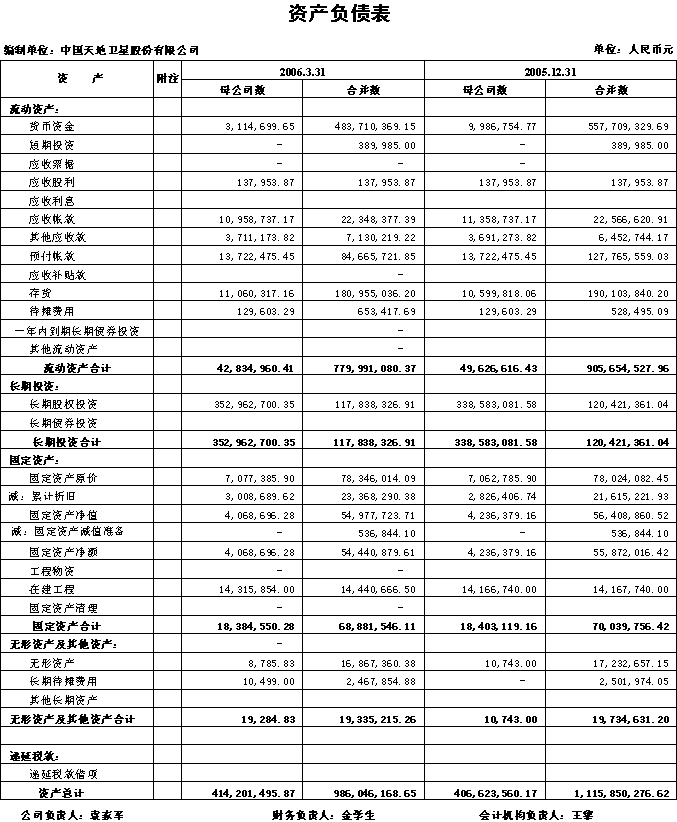 资产负债表
编制单位：中国天地卫星股份有限公司 单位：人民币元
资 产 附注 2006.3.31 2005.12.31
母公司数 合并数 母公司数 合并数
流动资产：
货币资金 3,114,699.65 483,710,369.15 9,986,754.77 557,709,329.69
短期投资 - 389,985.00 - 389,985.00
应收票据 - - -
应收股利 137,953.87 137,953.87 137,953.87 137,953.87
应收利息
应收帐款 10,958,737.17 22,348,377.39 11,358,737.17 22,566,620.91
其他应收款 3,711,173.82 7,130,219.22 3,691,273.82 6,452,744.17
预付帐款 13,722,475.45 84,665,721.85 13,722,475.45 127,765,559.03
应收补贴款 -
存货 11,060,317.16 180,955,036.20 10,599,818.06 190,103,840.20
待摊费用 129,603.29 653,417.69 129,603.29 528,495.09
一年内到期长期债券投资 -
其他流动资产 -
流动资产合计 42,834,960.41 779,991,080.37 49,626,616.43 905,654,527.96
长期投资：
长期股权投资 352,962,700.35 117,838,326.91 338,583,081.58 120,421,361.04
长期债券投资
长期投资合计 352,962,700.35 117,838,326.91 338,583,081.58 120,421,361.04
固定资产：
固定资产原价 7,077,385.90 78,346,014.09 7,062,785.90 78,024,082.45
减：累计折旧 3,008,689.62 23,368,290.38 2,826,406.74 21,615,221.93
固定资产净值 4,068,696.28 54,977,723.71 4,236,379.16 56,408,860.52
减：固定资产减值准备 - 536,844.10 - 536,844.10
固定资产净额 4,068,696.28 54,440,879.61 4,236,379.16 55,872,016.42
工程物资 - -
在建工程 14,315,854.00 14,440,666.50 14,166,740.00 14,167,740.00
固定资产清理 - -
固定资产合计 18,384,550.28 68,881,546.11 18,403,119.16 70,039,756.42
无形资产及其他资产： -
无形资产 8,785.83 16,867,360.38 10,743.00 17,232,657.15
长期待摊费用 10,499.00 2,467,854.88 - 2,501,974.05
其他长期资产
无形资产及其他资产合计 19,284.83 19,335,215.26 10,743.00 19,734,631.20
递延税款：
递延税款借项
资产总计 414,201,495.87 986,046,168.65 406,623,560.17 1,115,850,276.62
公司负责人：袁家军 财务负责人：金学生 会计机构负责人：王黎